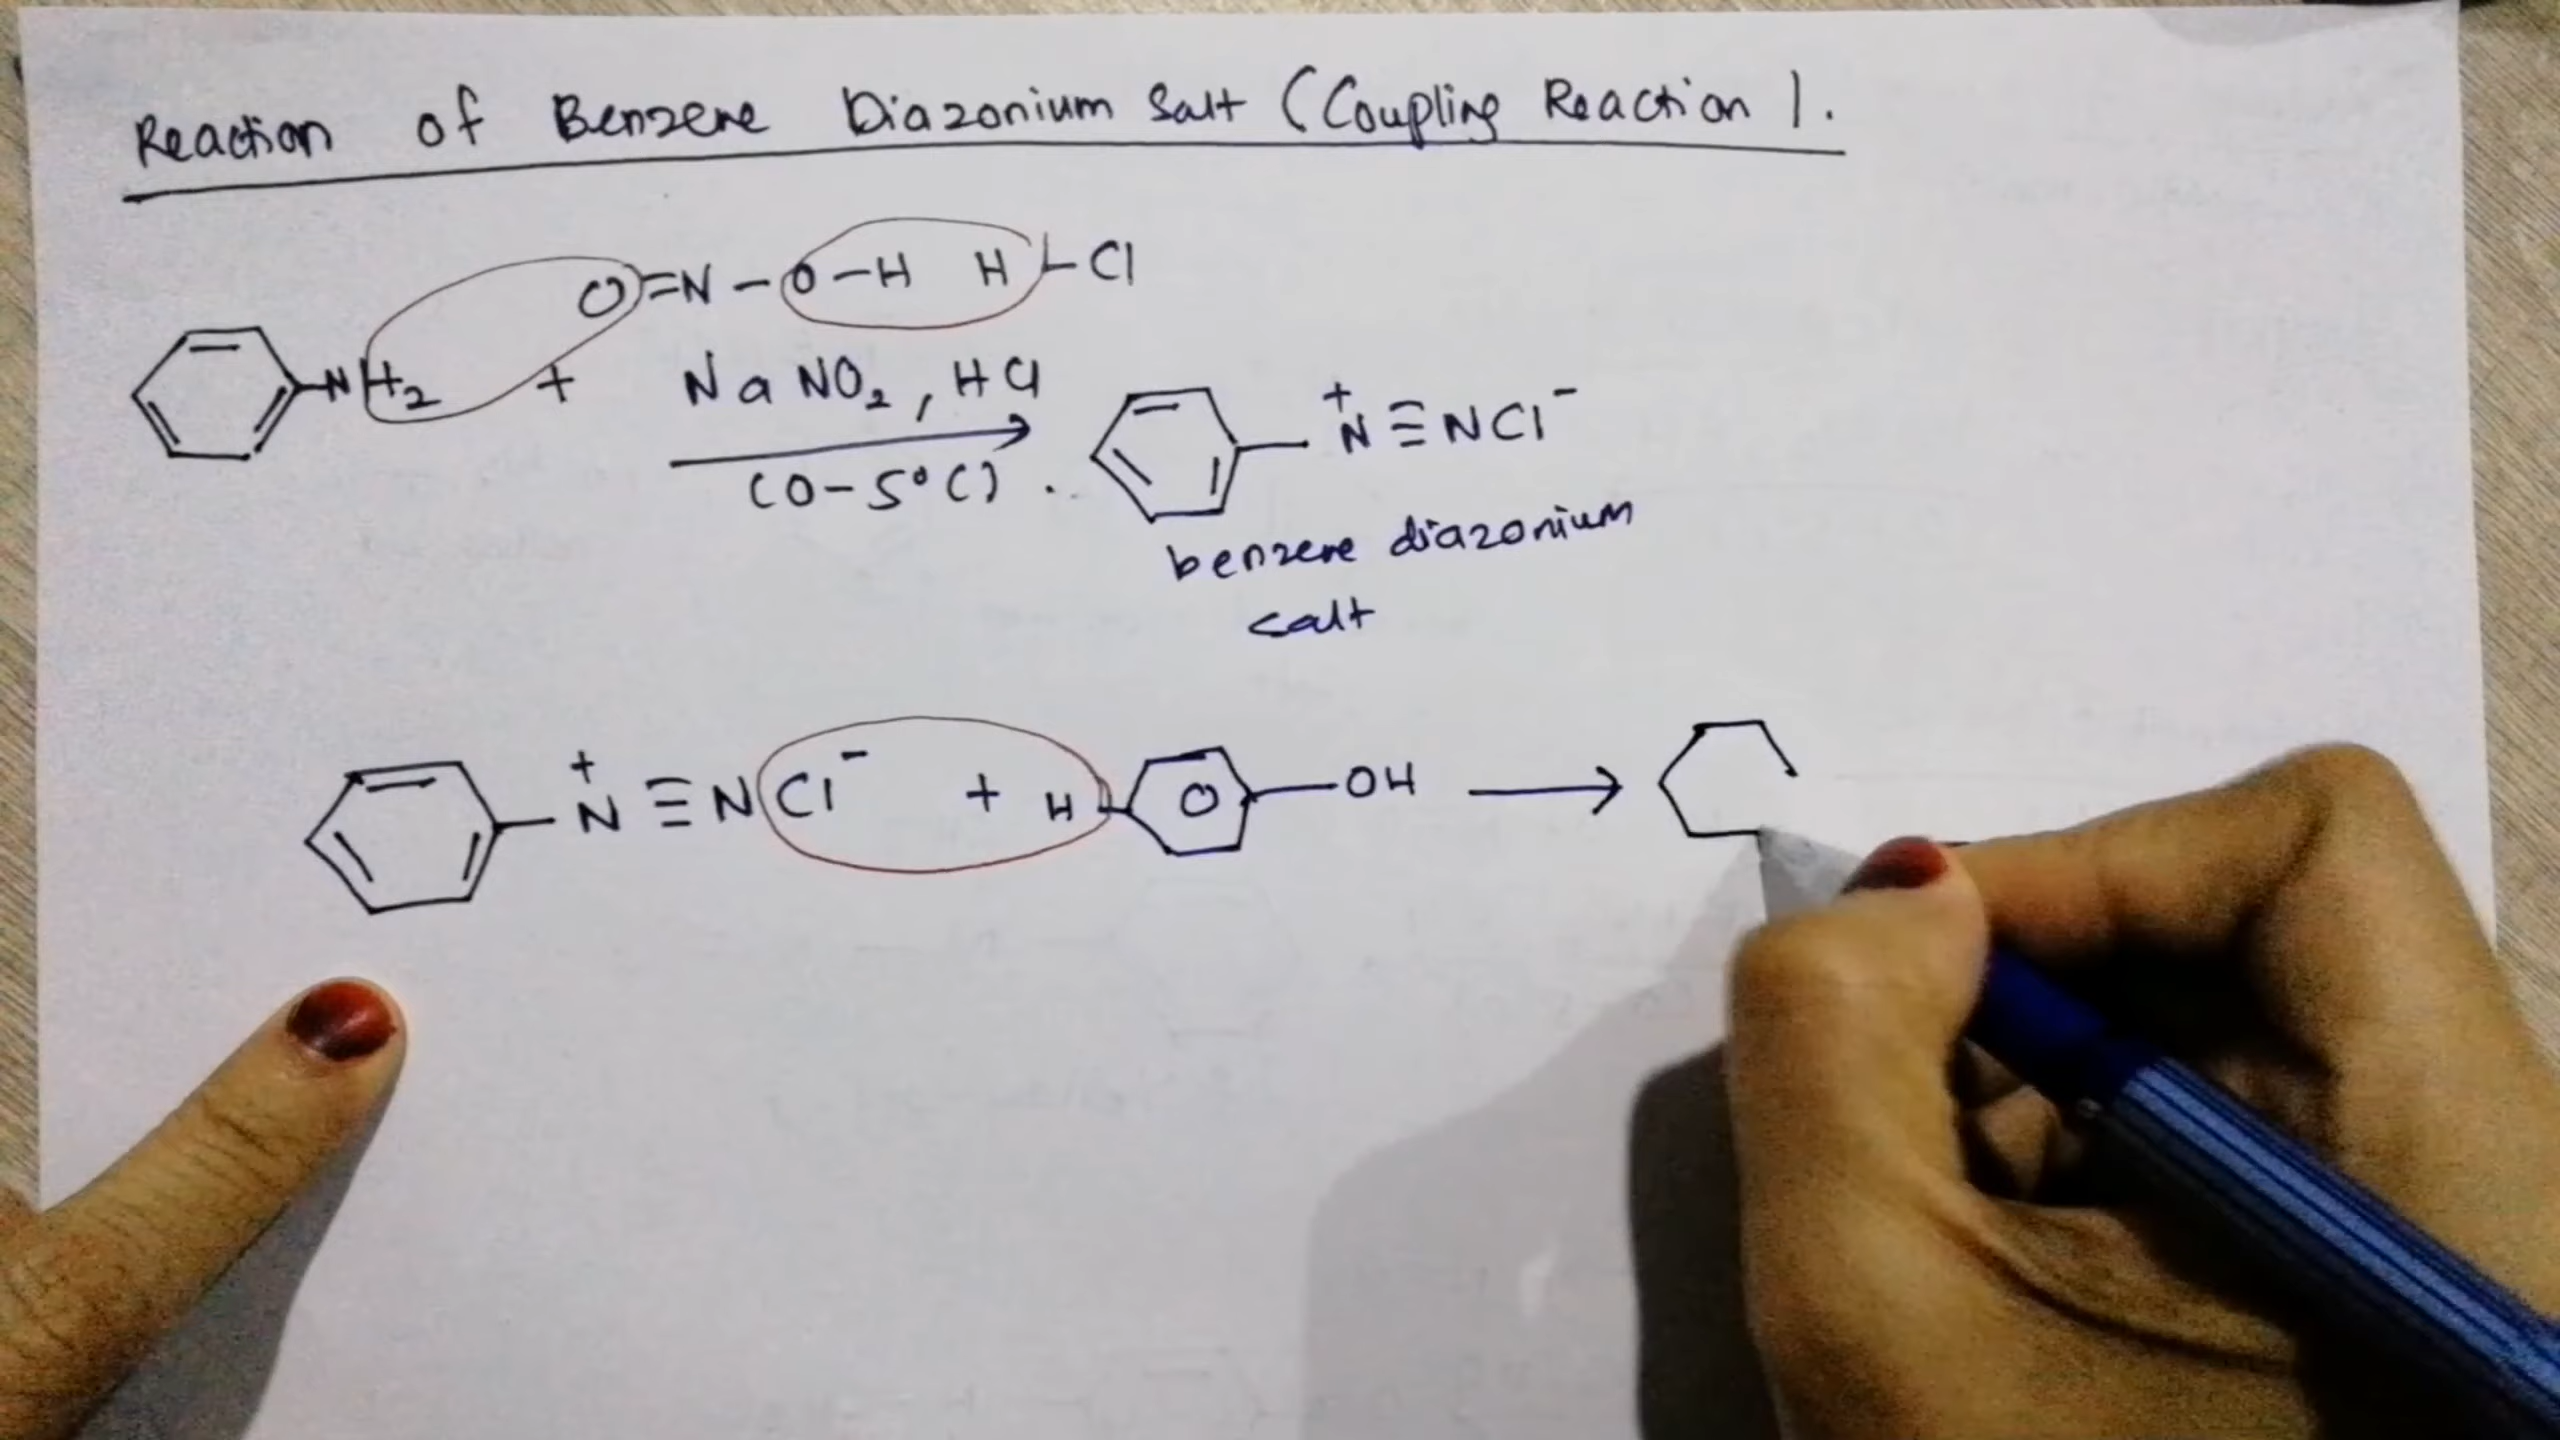 Reaction of Benzene Diazonium Salt (Coupling Reaction ).
O=N-O-H H-Cl
NH₂ + NaNO₂, HCl
(0-5°C).
+
N≡NCl⁻
benzene diazonium
salt
+
N≡NCl⁻ + H- -OH